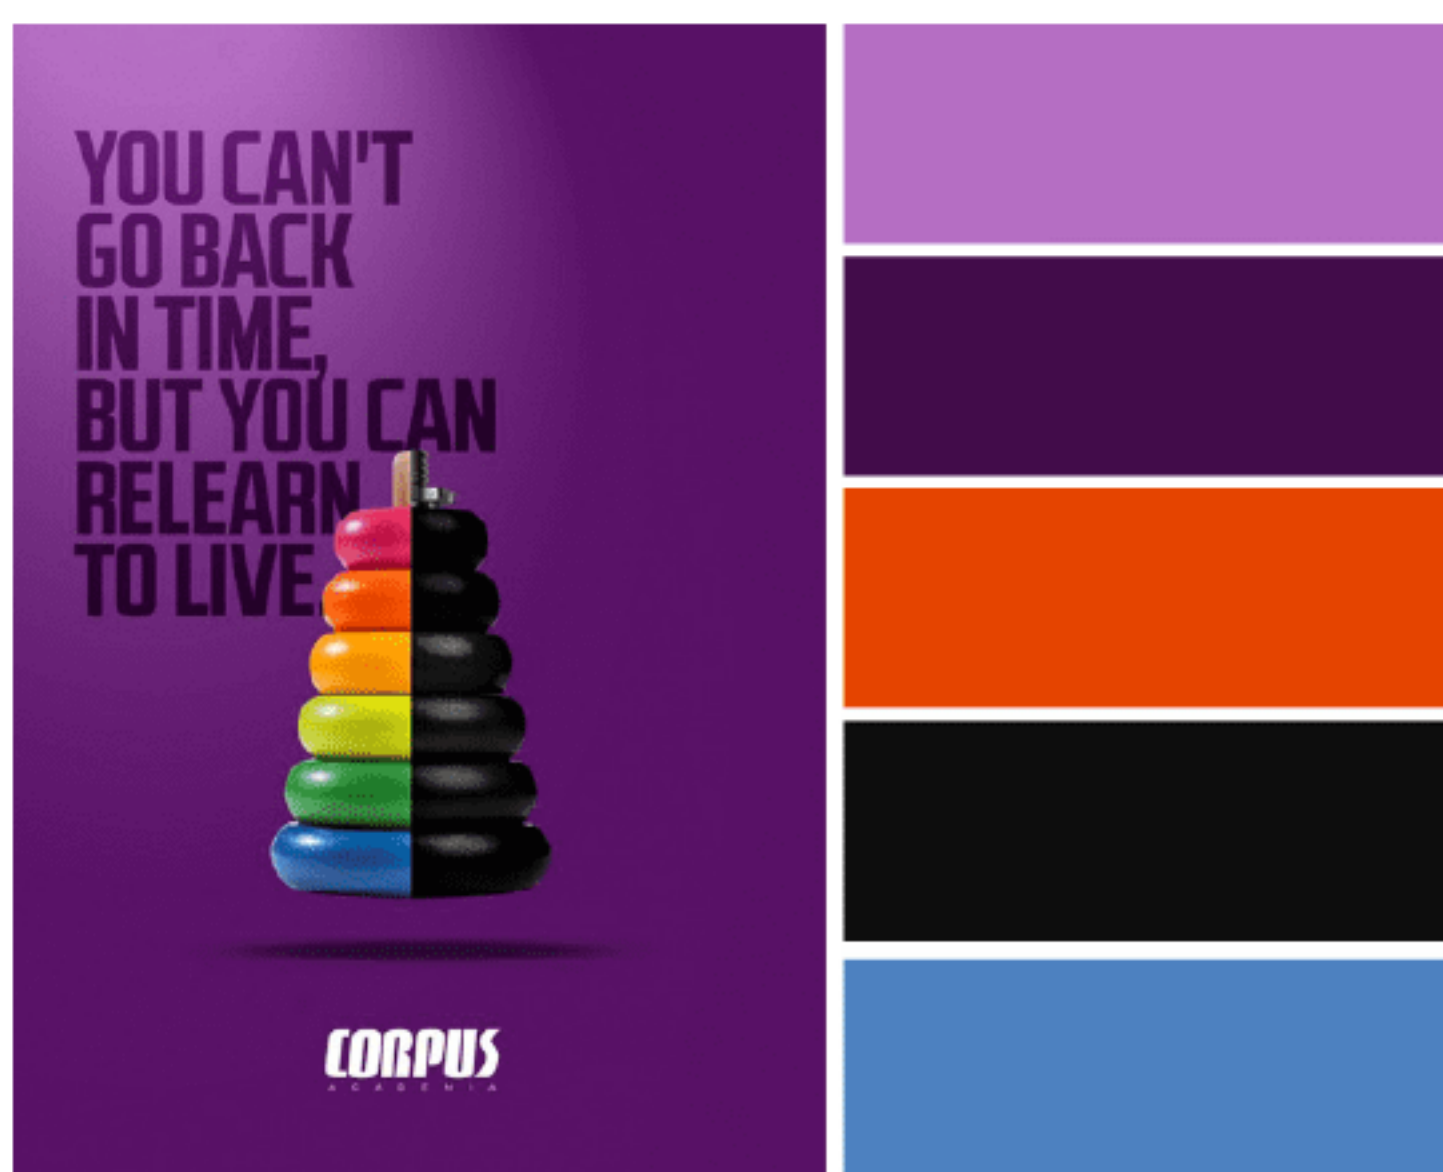 YOU CAN'T
GO BACK
IN TIME,
BUT YOU CAN
RELEARN
TO LIVE.
CORPUS
ACADEMIA